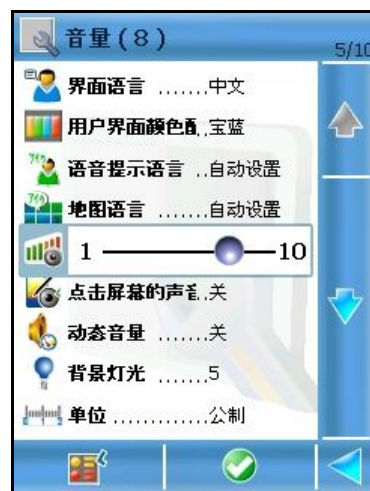 音量(8)
5/10
界面语言 .......中文
用户界面颜色配.宝蓝
语音提示语言 ..自动设置
地图语言 .......自动设置
1 10
点击屏幕的声音.关
动态音量 .......关
背景灯光 .......5
单位.............公制